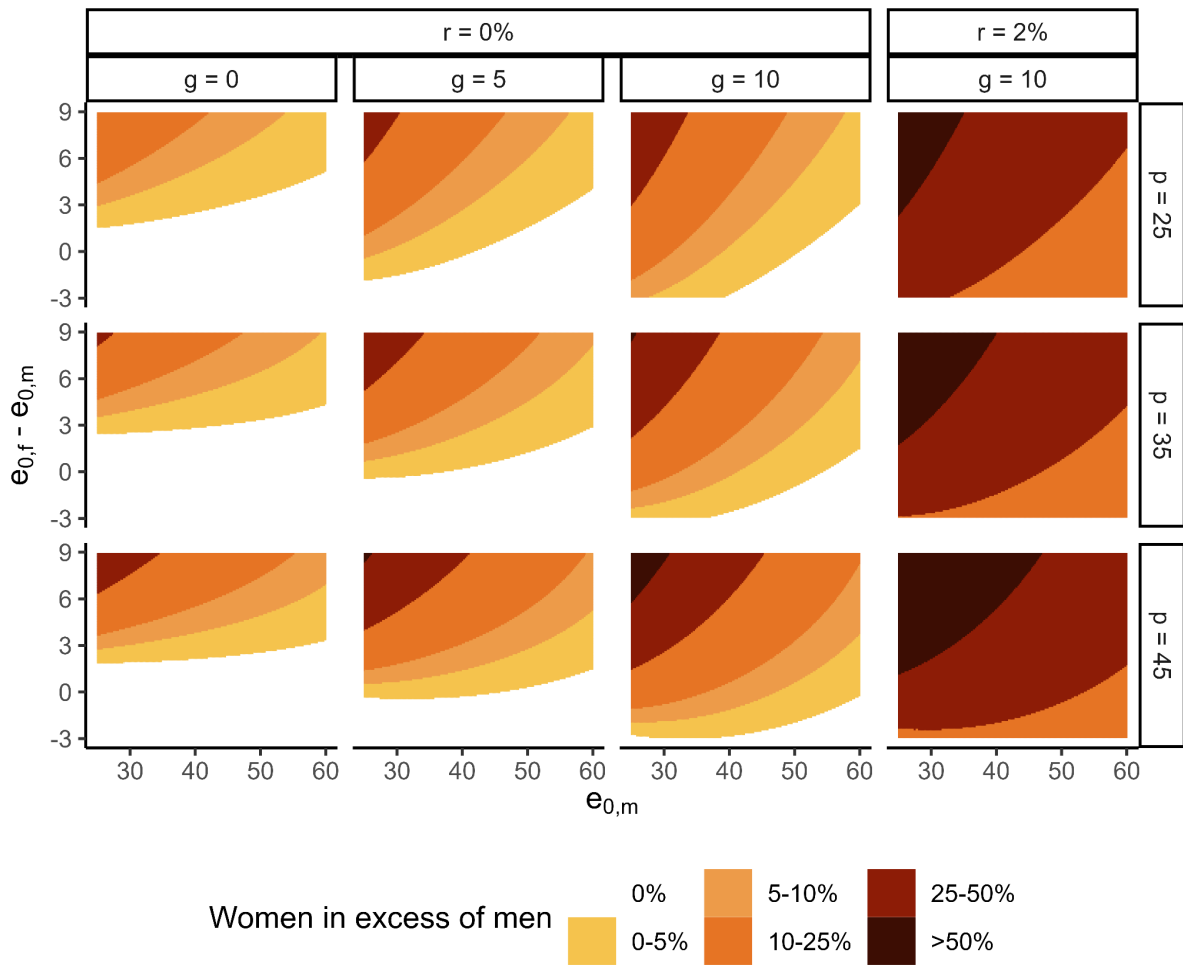 r = 0% r = 2%
g = 0 g = 5 g = 10 g = 10
9
6
3
0
-3
p = 25
9
6
3
0
-3
p = 35
9
6
3
0
-3
p = 45
e0,f - e0,m
30 40 50 60 30 40 50 60 30 40 50 60 30 40 50 60
e0,m
Women in excess of men
0% 5-10% 25-50%
0-5% 10-25% >50%